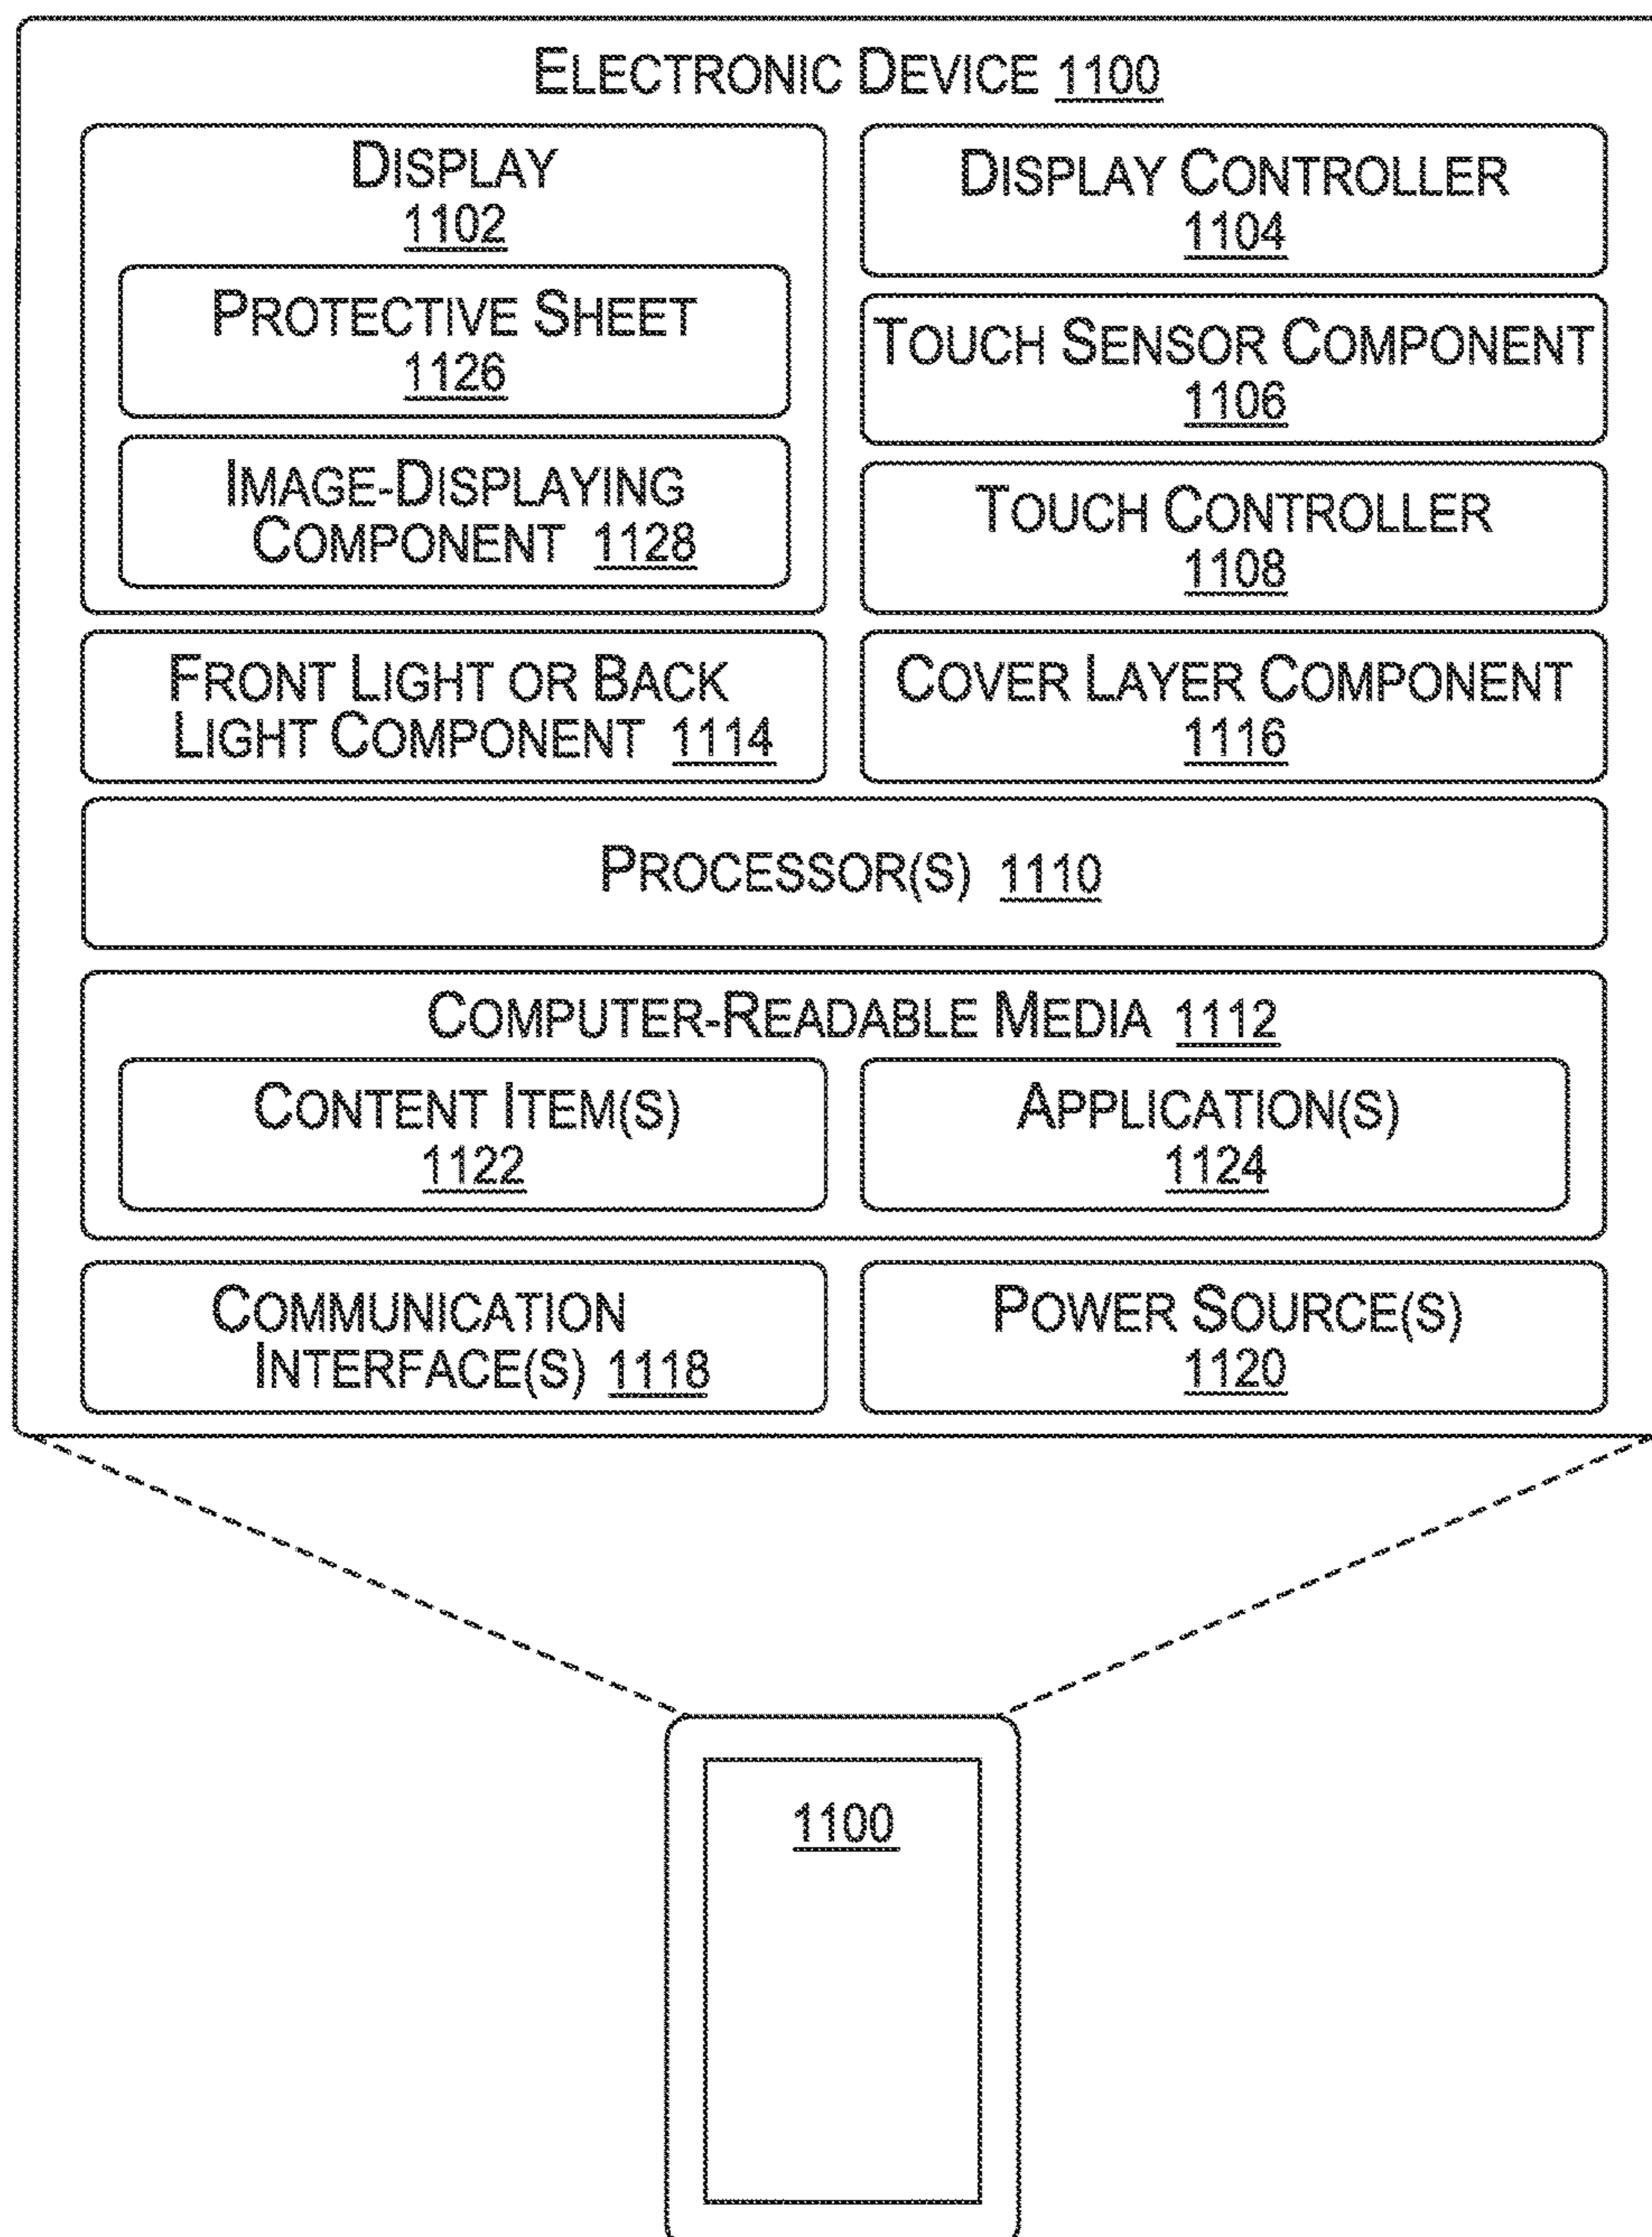 ELECTRONIC DEVICE 1100
DISPLAY
1102
PROTECTIVE SHEET
1126
IMAGE-DISPLAYING
COMPONENT 1128
DISPLAY CONTROLLER
1104
TOUCH SENSOR COMPONENT
1106
TOUCH CONTROLLER
1108
FRONT LIGHT OR BACK
LIGHT COMPONENT 1114
COVER LAYER COMPONENT
1116
PROCESSOR(S) 1110
COMPUTER-READABLE MEDIA 1112
CONTENT ITEM(S)
1122
APPLICATION(S)
1124
COMMUNICATION
INTERFACE(S) 1118
POWER SOURCE(S)
1120
1100